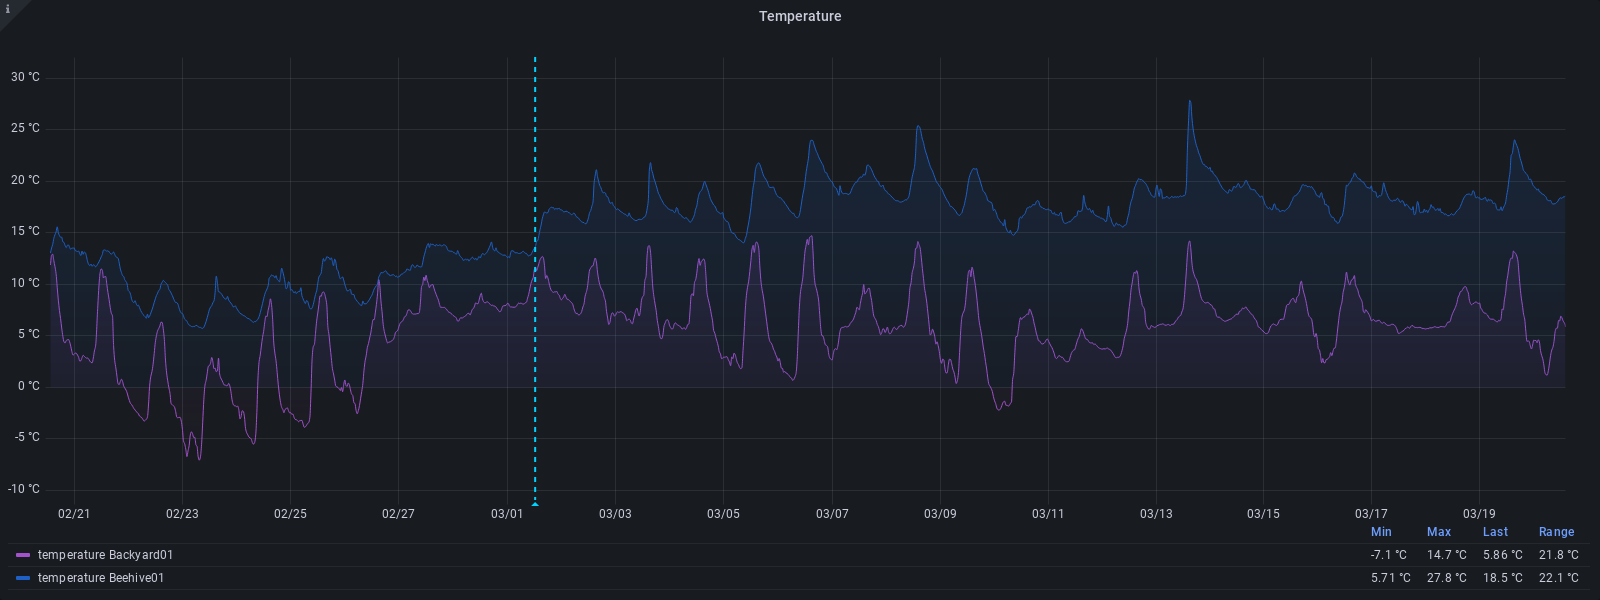 i
Temperature
30 °C
25 °C
20 °C
15 °C
10 °C
5 °C
0 °C
-5 °C
-10 °C
02/21 02/23 02/25 02/27 03/01 03/03 03/05 03/07 03/09 03/11 03/13 03/15 03/17 03/19
Min Max Last Range
temperature Backyard01 -7.1 °C 14.7 °C 5.86 °C 21.8 °C
temperature Beehive01 5.71 °C 27.8 °C 18.5 °C 22.1 °C